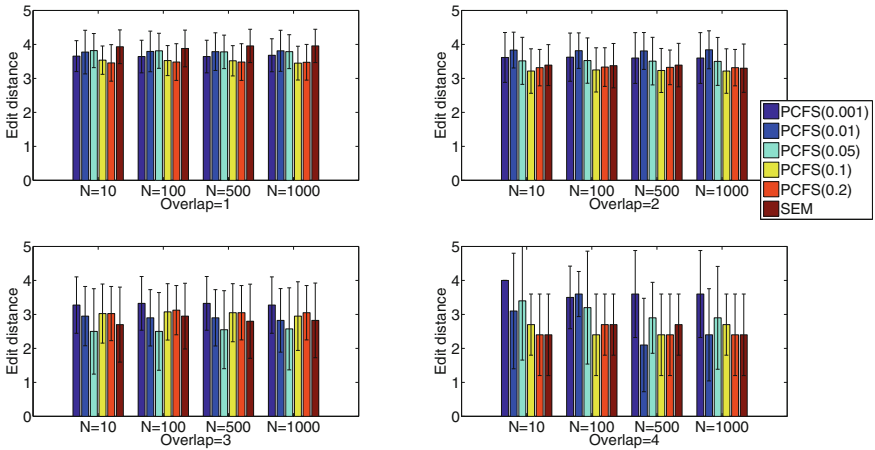 5
4
3
2
1
0
Edit distance
N=10 N=100 N=500 N=1000
Overlap=1
5
4
3
2
1
0
Edit distance
N=10 N=100 N=500 N=1000
Overlap=2
PCFS(0.001)
PCFS(0.01)
PCFS(0.05)
PCFS(0.1)
PCFS(0.2)
SEM
5
4
3
2
1
0
Edit distance
N=10 N=100 N=500 N=1000
Overlap=3
5
4
3
2
1
0
Edit distance
N=10 N=100 N=500 N=1000
Overlap=4